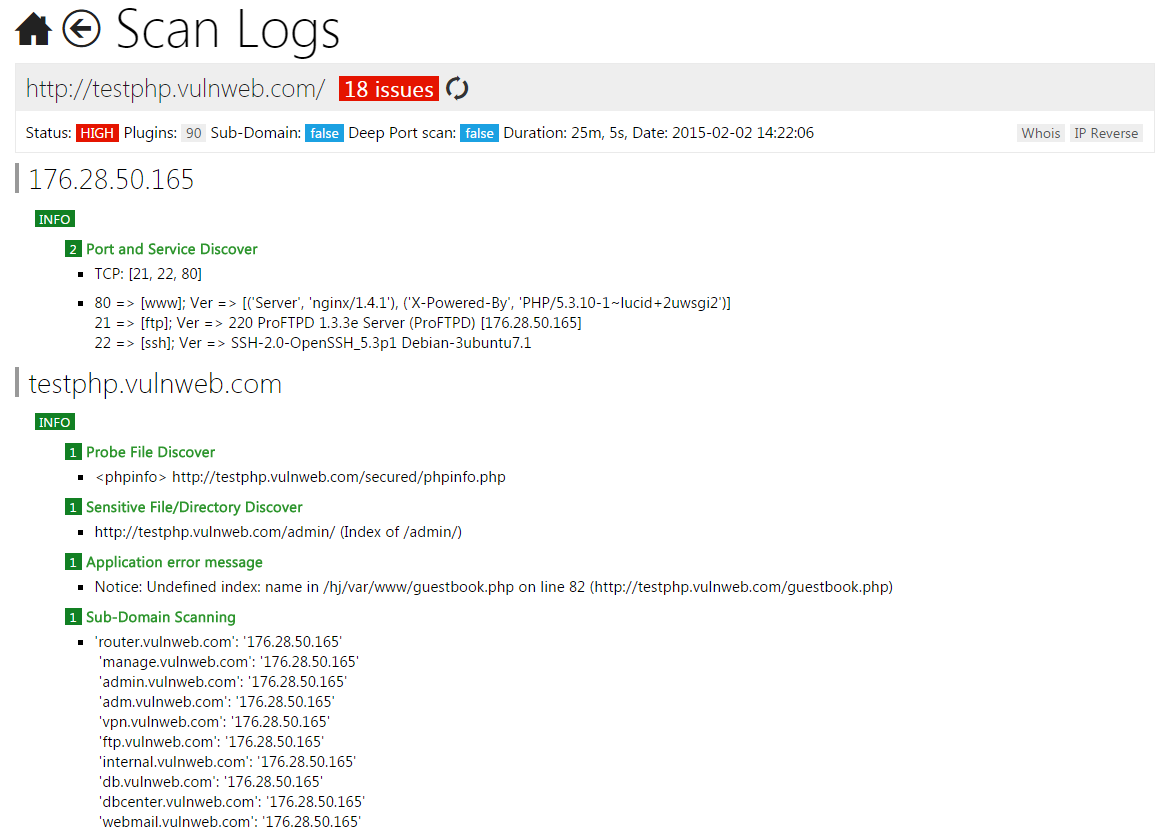 Scan Logs
http://testphp.vulnweb.com/ 18 issues
Status: HIGH Plugins: 90 Sub-Domain: false Deep Port scan: false Duration: 25m, 5s, Date: 2015-02-02 14:22:06 Whois IP Reverse
176.28.50.165
INFO
2 Port and Service Discover
TCP: [21, 22, 80]
80 => [www]; Ver => [('Server', 'nginx/1.4.1'), ('X-Powered-By', 'PHP/5.3.10-1~lucid+2uwsgi2')]
21 => [ftp]; Ver => 220 ProFTPD 1.3.3e Server (ProFTPD) [176.28.50.165]
22 => [ssh]; Ver => SSH-2.0-OpenSSH_5.3p1 Debian-3ubuntu7.1
testphp.vulnweb.com
INFO
1 Probe File Discover
<phpinfo> http://testphp.vulnweb.com/secured/phpinfo.php
1 Sensitive File/Directory Discover
http://testphp.vulnweb.com/admin/ (Index of /admin/)
1 Application error message
Notice: Undefined index: name in /hj/var/www/guestbook.php on line 82 (http://testphp.vulnweb.com/guestbook.php)
1 Sub-Domain Scanning
'router.vulnweb.com': '176.28.50.165'
'manage.vulnweb.com': '176.28.50.165'
'admin.vulnweb.com': '176.28.50.165'
'adm.vulnweb.com': '176.28.50.165'
'vpn.vulnweb.com': '176.28.50.165'
'ftp.vulnweb.com': '176.28.50.165'
'internal.vulnweb.com': '176.28.50.165'
'db.vulnweb.com': '176.28.50.165'
'dbcenter.vulnweb.com': '176.28.50.165'
'webmail.vulnweb.com': '176.28.50.165'